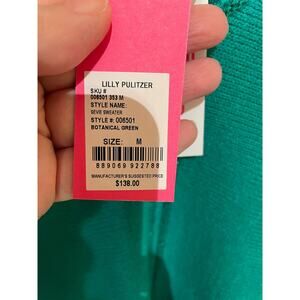 LILLY PULITZER
SKU #
006501 353 M
STYLE NAME:
SEVIE SWEATER
STYLE #: 006501
BOTANICAL GREEN
SIZE: M
889069 922788
MANUFACTURER'S SUGGESTED PRICE
$138.00